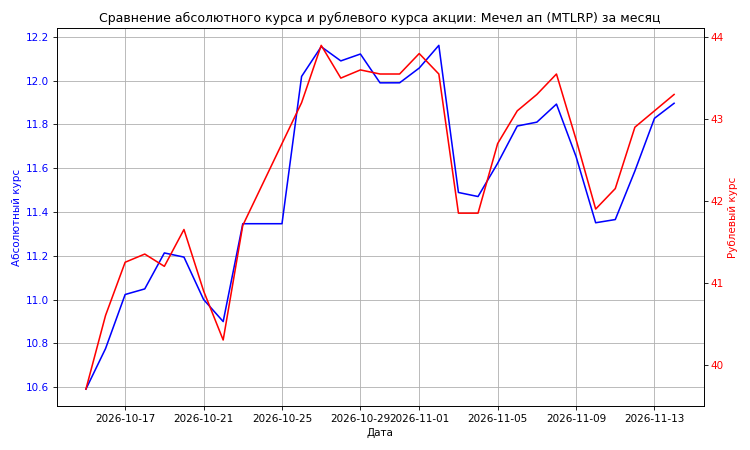 Сравнение абсолютного курса и рублевого курса акции: Мечел ап (MTLRP) за месяц
12.2
12.0
11.8
11.6
11.4
11.2
11.0
10.8
10.6
Абсолютный курс
44
43
42
41
40
Рублевый курс
2026-10-17 2026-10-21 2026-10-25 2026-10-29 2026-11-01 2026-11-05 2026-11-09 2026-11-13
Дата